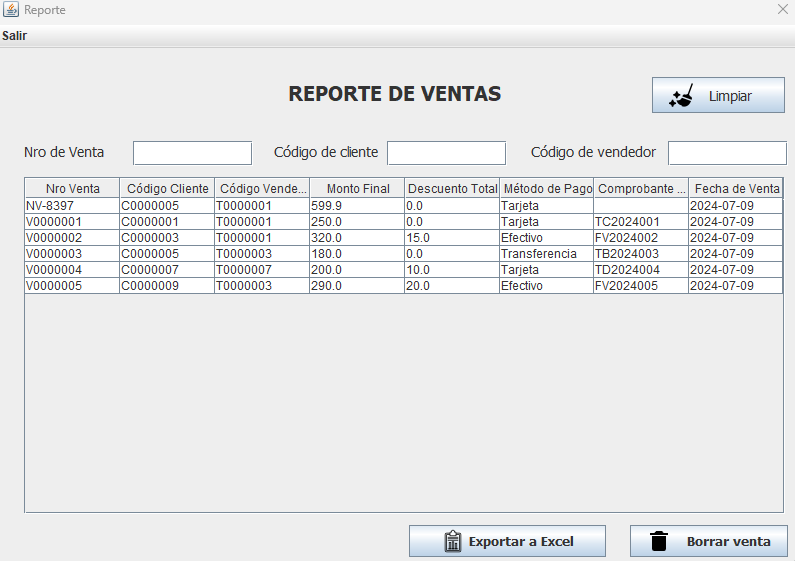 Reporte
Salir
REPORTE DE VENTAS
Limpiar
Nro de Venta Código de cliente Código de vendedor
Nro Venta Código Cliente Código Vende... Monto Final Descuento Total Método de Pago Comprobante ... Fecha de Venta
NV-8397 C0000005 T0000001 599.9 0.0 Tarjeta 2024-07-09
V0000001 C0000001 T0000001 250.0 0.0 Tarjeta TC2024001 2024-07-09
V0000002 C0000003 T0000001 320.0 15.0 Efectivo FV2024002 2024-07-09
V0000003 C0000005 T0000003 180.0 0.0 Transferencia TB2024003 2024-07-09
V0000004 C0000007 T0000007 200.0 10.0 Tarjeta TD2024004 2024-07-09
V0000005 C0000009 T0000003 290.0 20.0 Efectivo FV2024005 2024-07-09
Exportar a Excel Borrar venta